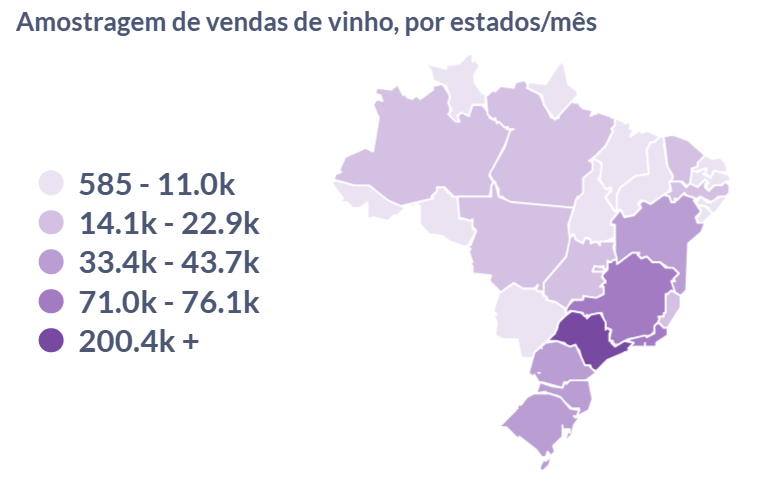 Amostragem de vendas de vinho, por estados/mês
585 - 11.0k
14.1k - 22.9k
33.4k - 43.7k
71.0k - 76.1k
200.4k +